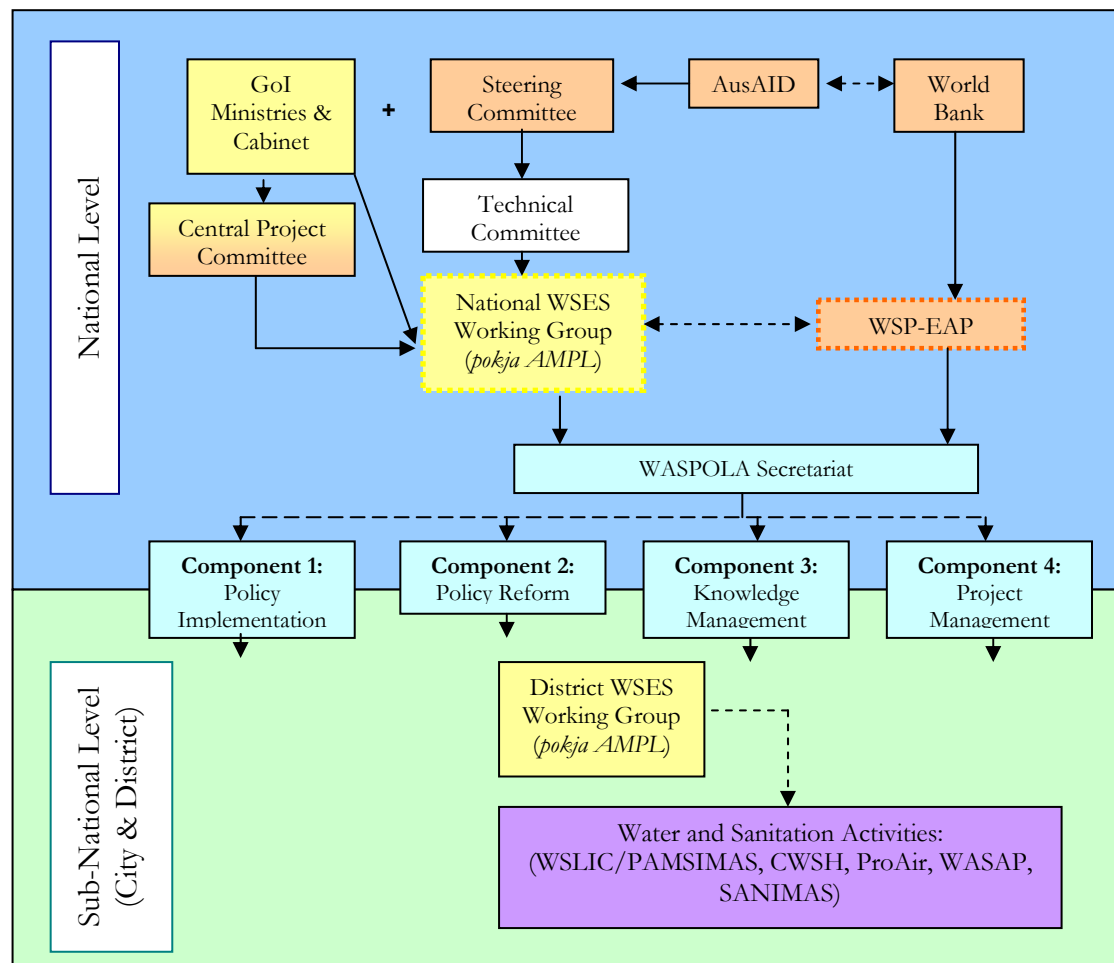 National Level
GoI
Ministries &
Cabinet
+
Steering
Committee
AusAID
World
Bank
Central Project
Committee
Technical
Committee
National WSES
Working Group
(pokja AMPL)
WSP-EAP
WASPOLA Secretariat
Component 1:
Policy
Implementation
Component 2:
Policy Reform
Component 3:
Knowledge
Management
Component 4:
Project
Management
Sub-National Level
(City & District)
District WSES
Working Group
(pokja AMPL)
Water and Sanitation Activities:
(WSLIC/PAMSIMAS, CWSH, ProAir, WASAP,
SANIMAS)